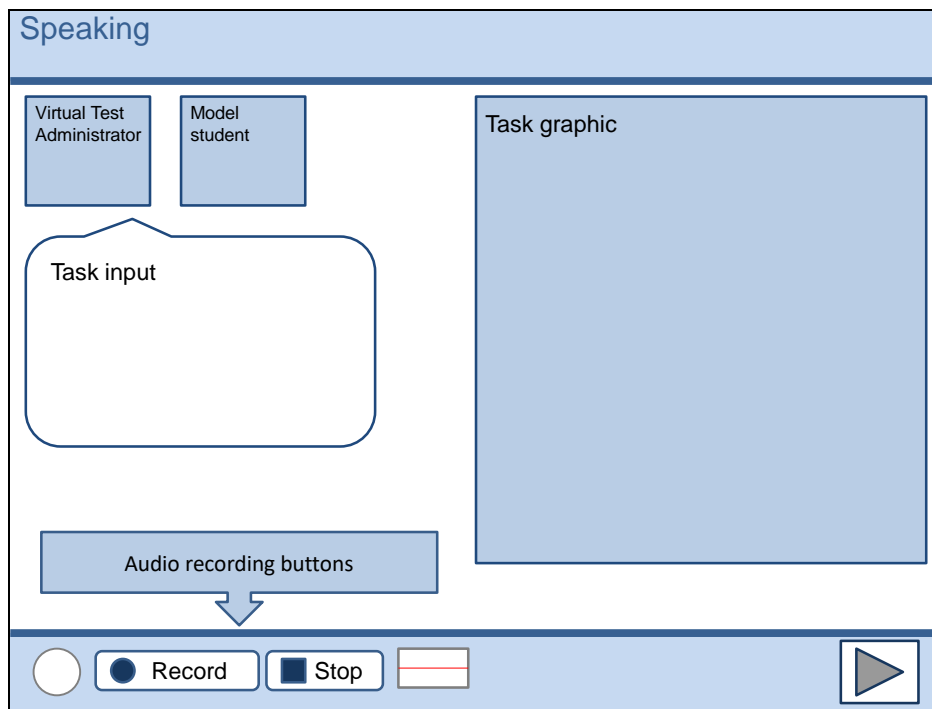 Speaking
Virtual Test
Administrator
Model
student
Task graphic
Task input
Audio recording buttons
Record
Stop